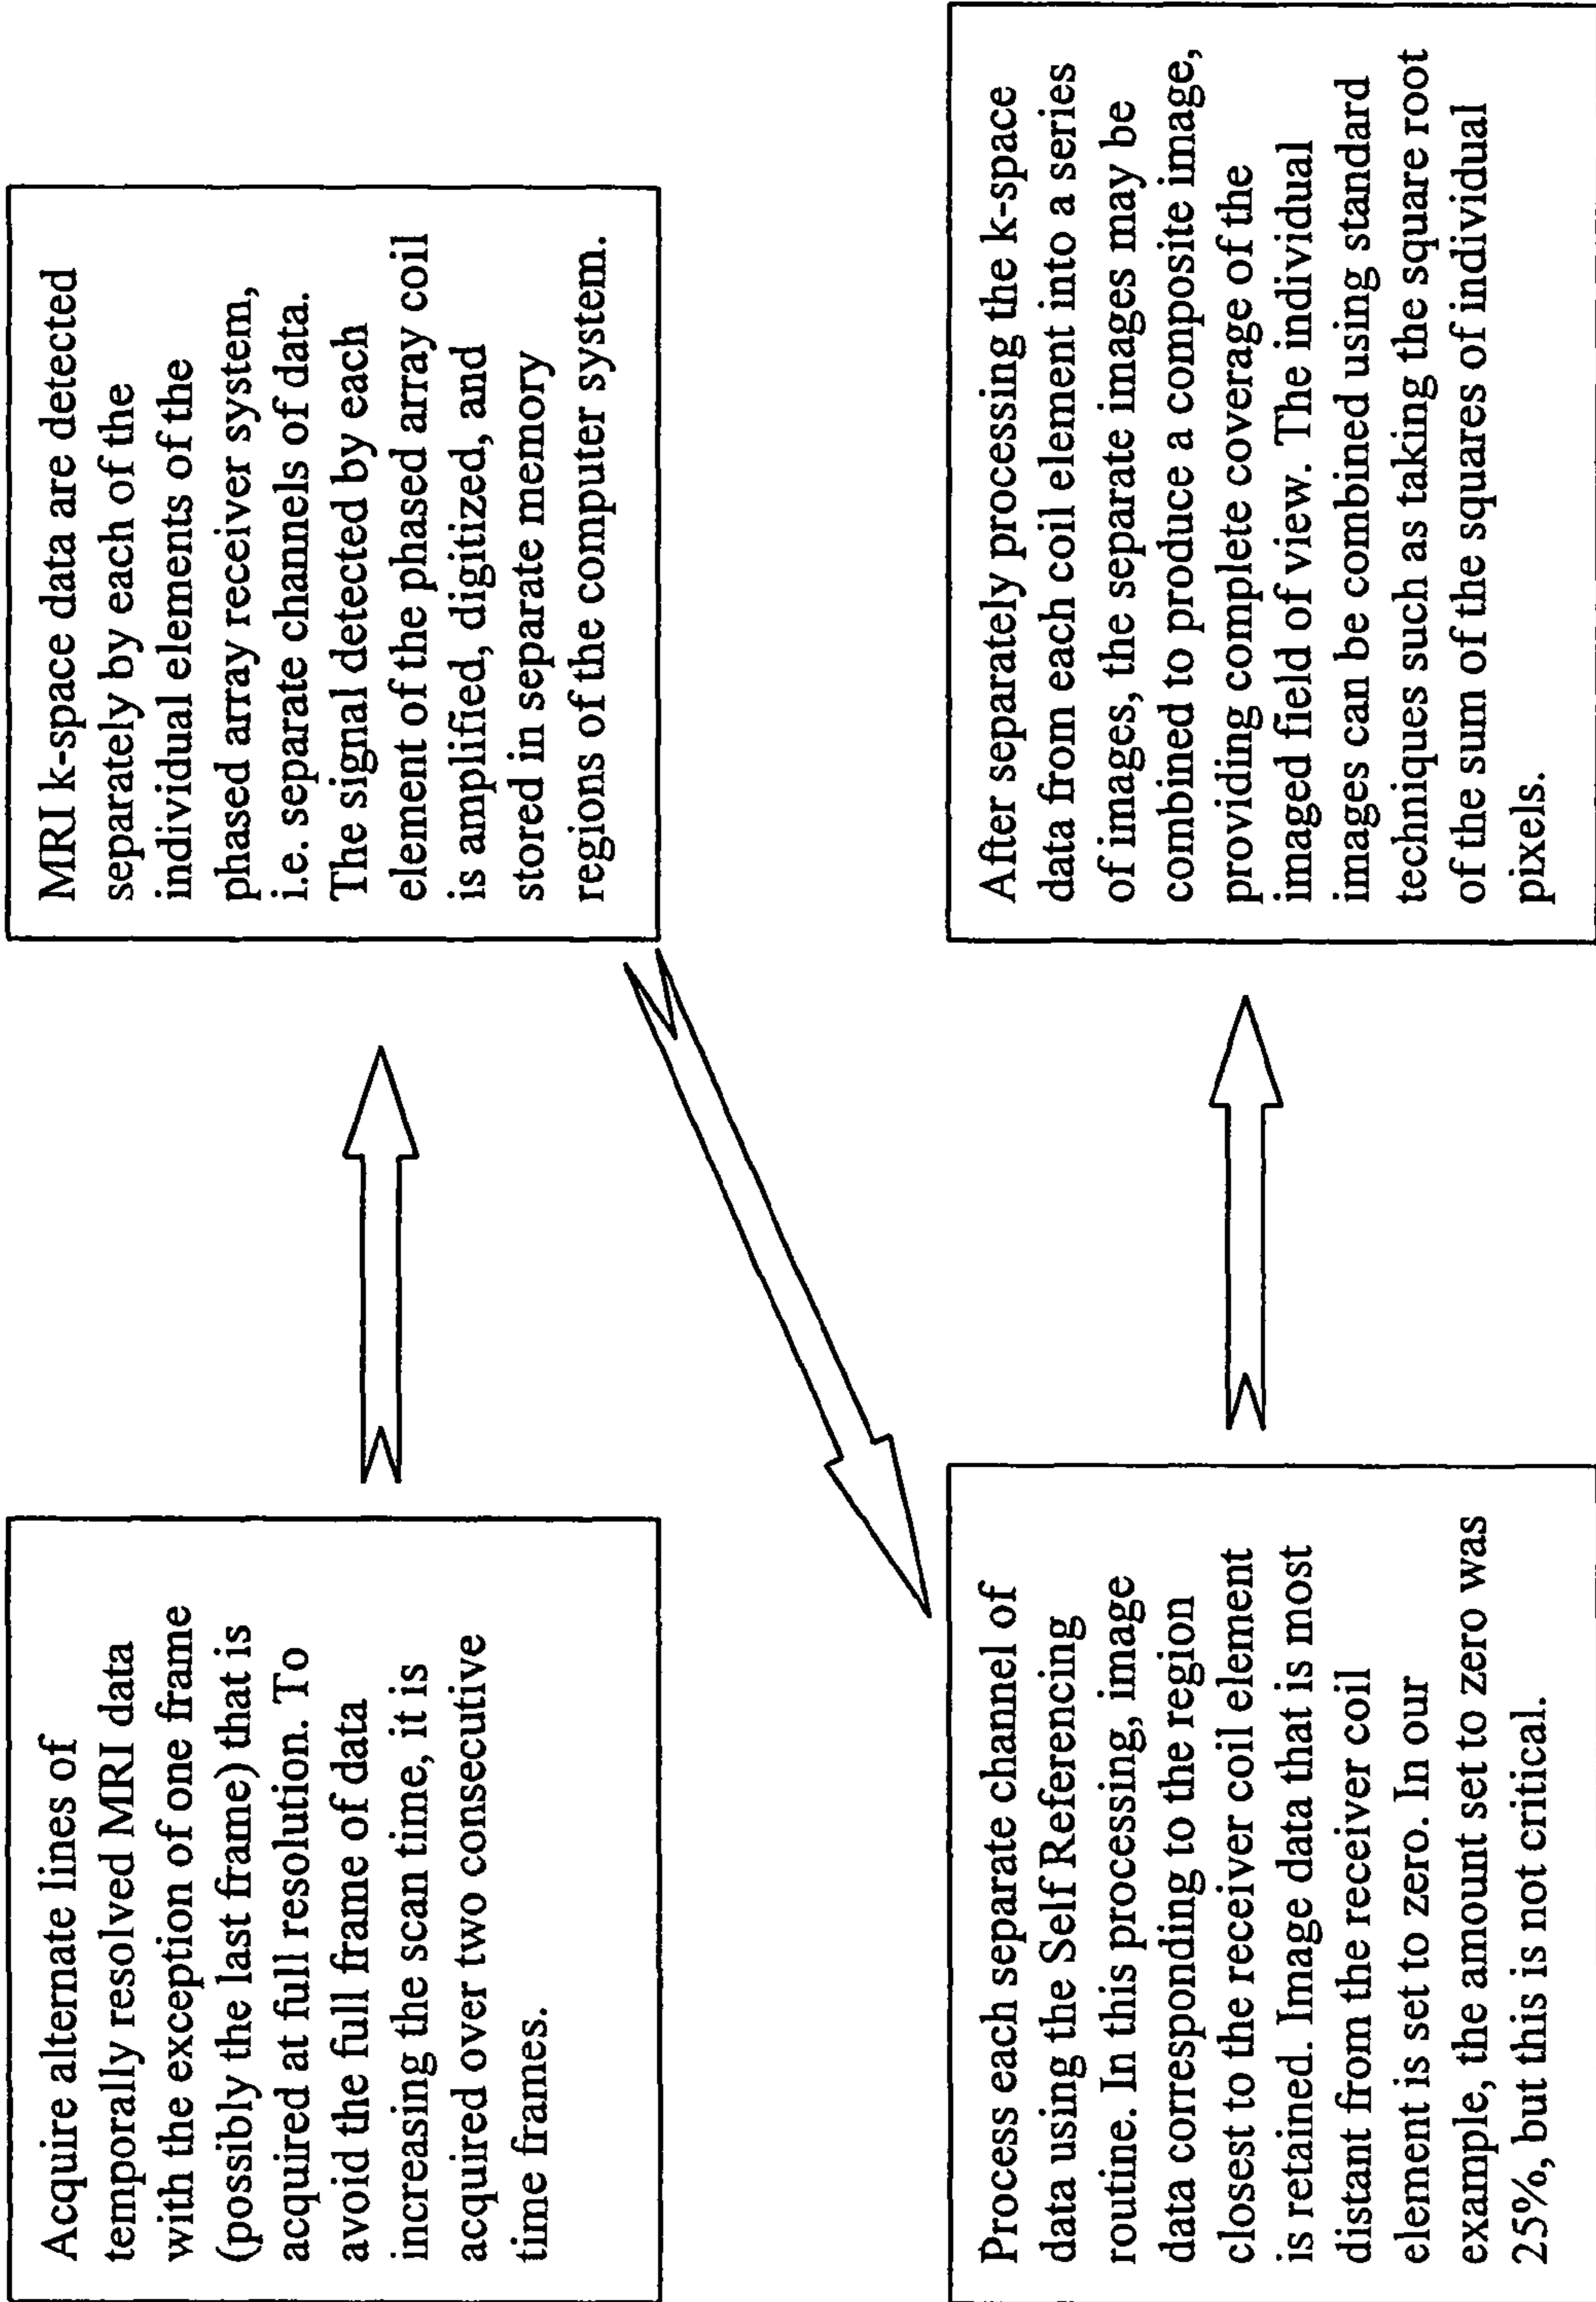 Acquire alternate lines of
temporally resolved MRI data
with the exception of one frame
(possibly the last frame) that is
acquired at full resolution. To
avoid the full frame of data
increasing the scan time, it is
acquired over two consecutive
time frames.
MRI k-space data are detected
separately by each of the
individual elements of the
phased array receiver system,
i.e. separate channels of data.
The signal detected by each
element of the phased array coil
is amplified, digitized, and
stored in separate memory
regions of the computer system.
Process each separate channel of
data using the Self Referencing
routine. In this processing, image
data corresponding to the region
closest to the receiver coil element
is retained. Image data that is most
distant from the receiver coil
element is set to zero. In our
example, the amount set to zero was
25%, but this is not critical.
After separately processing the k-space
data from each coil element into a series
of images, the separate images may be
combined to produce a composite image,
providing complete coverage of the
imaged field of view. The individual
images can be combined using standard
techniques such as taking the square root
of the sum of the squares of individual
pixels.